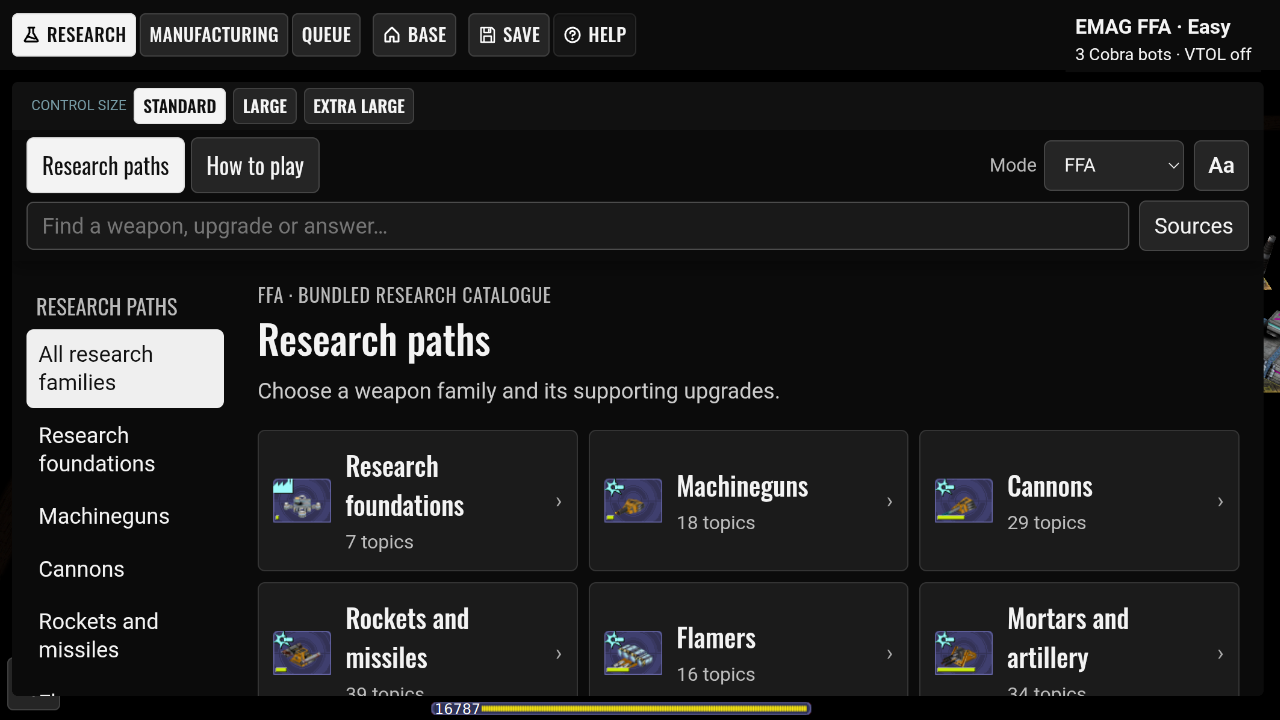 RESEARCH MANUFACTURING QUEUE BASE SAVE HELP
EMAG FFA · Easy
3 Cobra bots · VTOL off
CONTROL SIZE STANDARD LARGE EXTRA LARGE
Research paths How to play Mode FFA Aa
Find a weapon, upgrade or answer... Sources
RESEARCH PATHS
All research
families
Research
foundations
Machineguns
Cannons
Rockets and
missiles
FFA · BUNDLED RESEARCH CATALOGUE
Research paths
Choose a weapon family and its supporting upgrades.
Research
foundations
7 topics
Machineguns
18 topics
Cannons
29 topics
Rockets and
missiles
39 topics
Flamers
16 topics
Mortars and
artillery
34 topics
16787